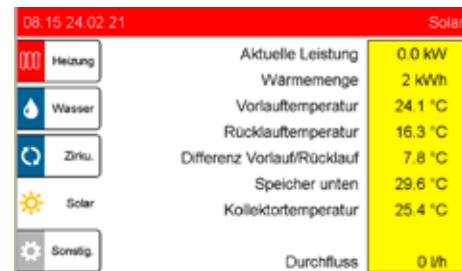 08:15 24.02.21 Solar
Heizung
Wasser
Zirku.
Solar
Sonstig.
Aktuelle Leistung 0.0 kW
Wärmemenge 2 kWh
Vorlauftemperatur 24.1 °C
Rücklauftemperatur 16.3 °C
Differenz Vorlauf/Rücklauf 7.8 °C
Speicher unten 29.6 °C
Kollektortemperatur 25.4 °C
Durchfluss 0 l/h